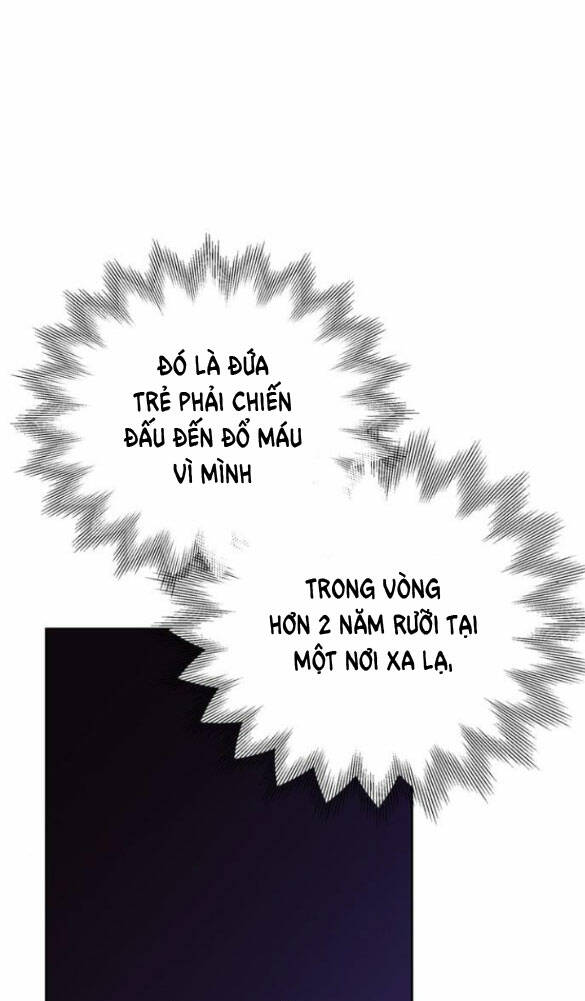 ĐÓ LÀ ĐỨA
TRẺ PHẢI CHIẾN
ĐẤU ĐẾN ĐỔ MÁU
VÌ MÌNH
TRONG VÒNG
HƠN 2 NĂM RƯỠI TẠI
MỘT NƠI XA LẠ,